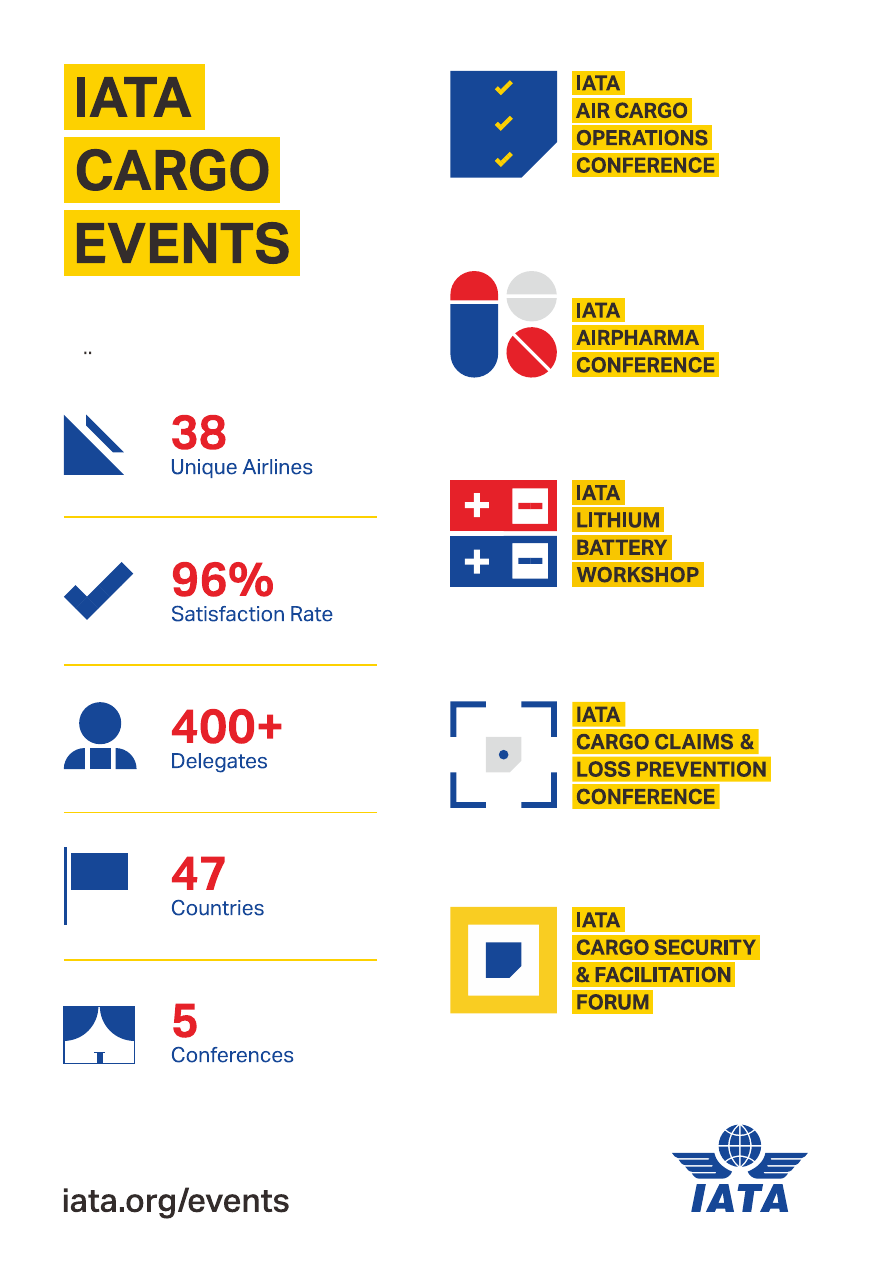 IATA
CARGO
EVENTS
..
38
Unique Airlines
96%
Satisfaction Rate
400+
Delegates
47
Countries
5
Conferences
IATA
AIR CARGO
OPERATIONS
CONFERENCE
IATA
AIRPHARMA
CONFERENCE
IATA
LITHIUM
BATTERY
WORKSHOP
IATA
CARGO CLAIMS &
LOSS PREVENTION
CONFERENCE
IATA
CARGO SECURITY
& FACILITATION
FORUM
iata.org/events
IATA